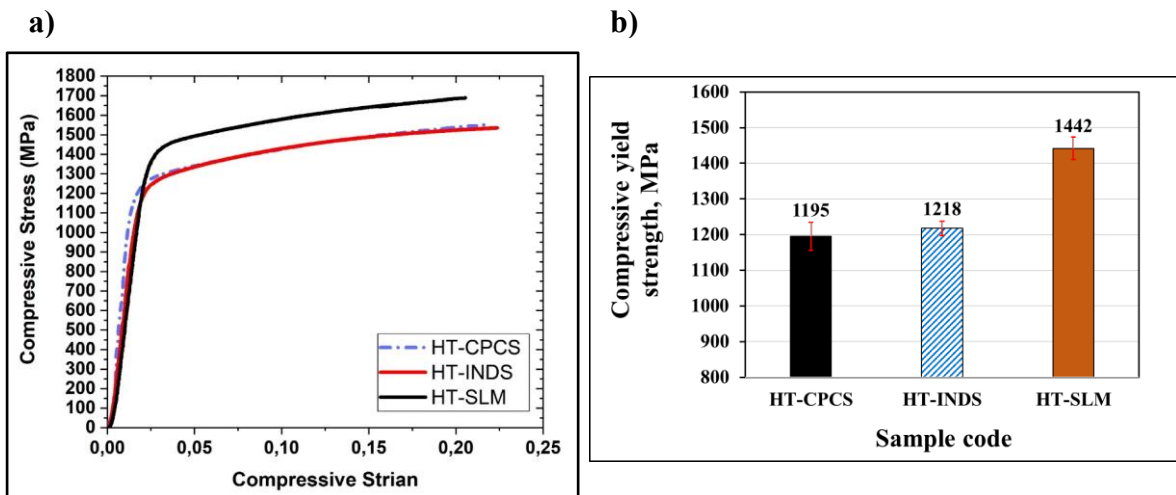 a)
1800
1700
1600
1500
1400
1300
1200
1100
1000
900
800
700
600
500
400
300
200
100
0
0,00 0,05 0,10 0,15 0,20 0,25
Compressive Stress (MPa)
Compressive Strian
HT-CPCS
HT-INDS
HT-SLM
b)
1600
1500
1400
1300
1200
1100
1000
900
800
Compressive yield
strength, MPa
1195
1218
1442
HT-CPCS HT-INDS HT-SLM
Sample code